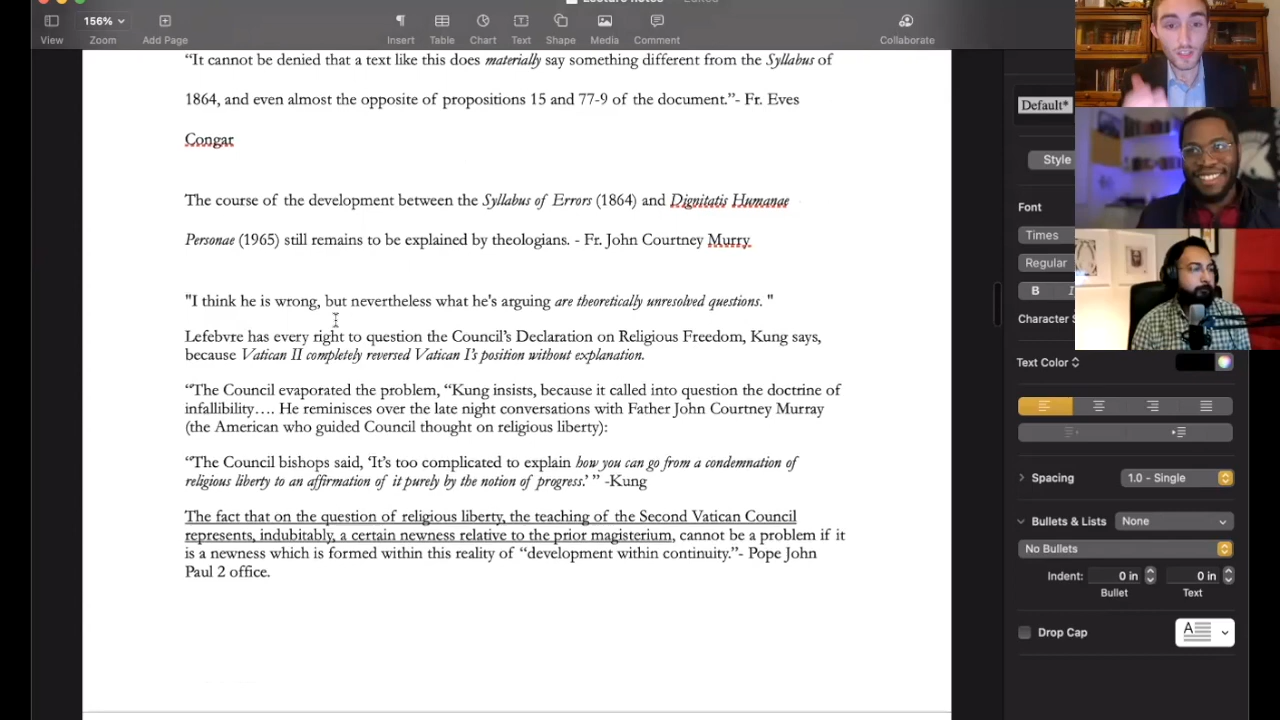 156%
View
Zoom
Add Page
Insert
Table
Chart
Text
Shape
Media
Comment
Collaborate
“It cannot be denied that a text like this does materially say something different from the Syllabus of
1864, and even almost the opposite of propositions 15 and 77-9 of the document.”- Fr. Eves
Congar
The course of the development between the Syllabus of Errors (1864) and Dignitatis Humanae
Personae (1965) still remains to be explained by theologians. - Fr. John Courtney Murry
"I think he is wrong, but nevertheless what he's arguing are theoretically unresolved questions. "
Lefebvre has every right to question the Council’s Declaration on Religious Freedom, Kung says,
because Vatican II completely reversed Vatican I’s position without explanation.
“The Council evaporated the problem, “Kung insists, because it called into question the doctrine of
infallibility…. He reminisces over the late night conversations with Father John Courtney Murray
(the American who guided Council thought on religious liberty):
“The Council bishops said, ‘It’s too complicated to explain how you can go from a condemnation of
religious liberty to an affirmation of it purely by the notion of progress.’ ” -Kung
The fact that on the question of religious liberty, the teaching of the Second Vatican Council
represents, indubitably, a certain newness relative to the prior magisterium, cannot be a problem if it
is a newness which is formed within this reality of “development within continuity.”- Pope John
Paul 2 office.
Default*
Style
Font
Times
Regular
B I
Character S
Text Color
Spacing
1.0 - Single
Bullets & Lists
None
No Bullets
Indent:
0 in
0 in
Bullet
Text
Drop Cap
A